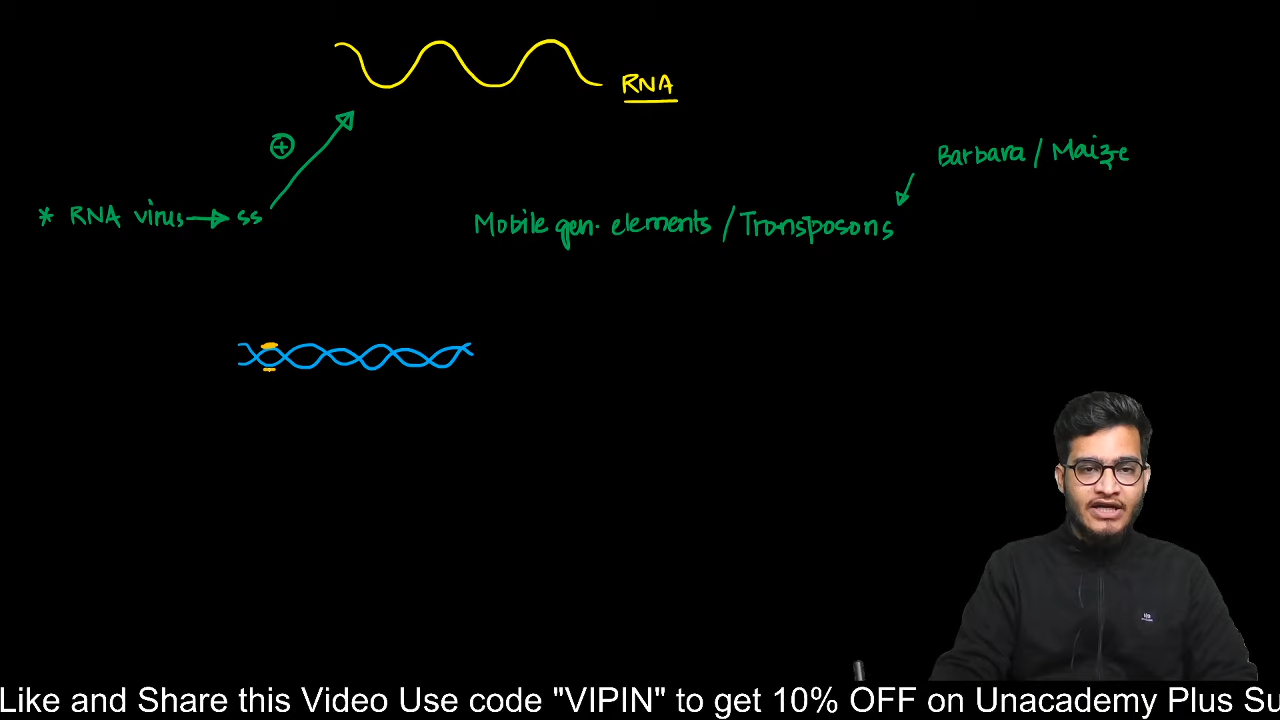 RNA
⊕
Barbara / Maize
* RNA virus → ss
Mobile gen. elements / Transposons
Like and Share this Video Use code "VIPIN" to get 10% OFF on Unacademy Plus Su